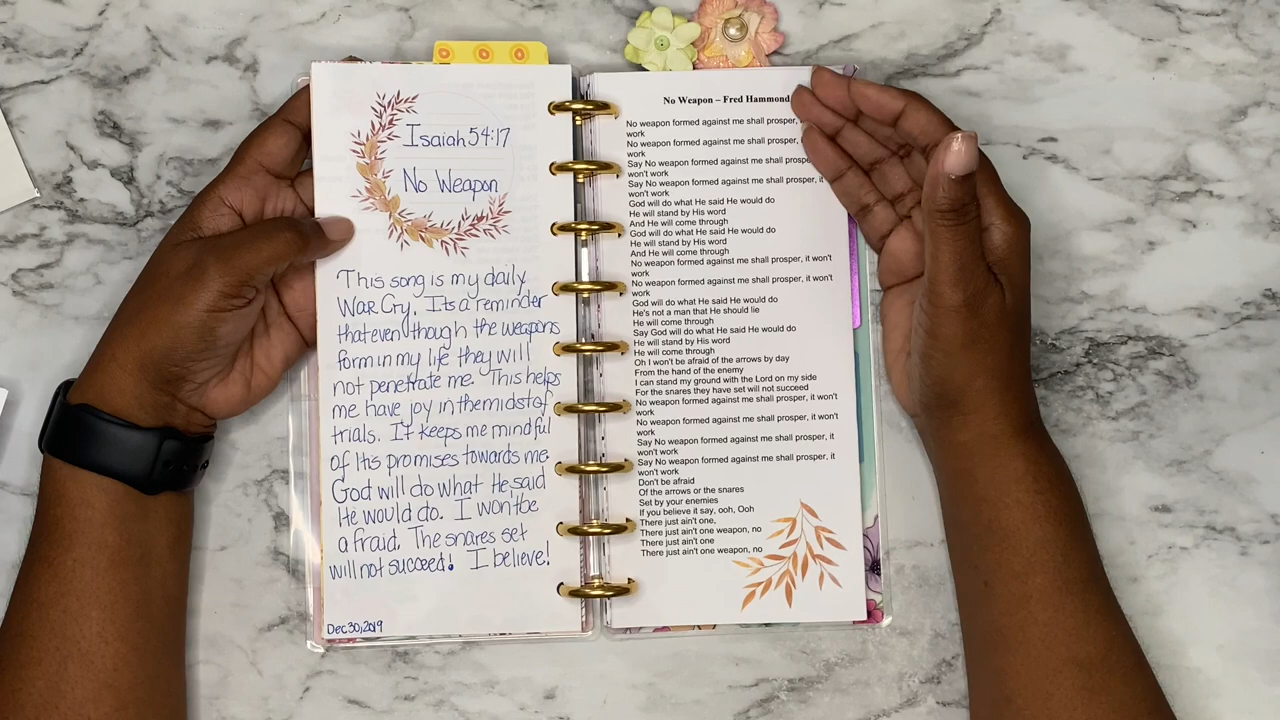 Isaiah 54:17
No Weapon
This song is my daily
War Cry. Its a reminder
that even though the weapons
form in my life they will
not penetrate me. This helps
me have joy in the midst of
trials. It keeps me mindful
of His promises towards me.
God will do what He said
He would do. I won't be
afraid. The snares set
will not succeed! I believe!
Dec 30, 2019
No Weapon – Fred Hammond
No weapon formed against me shall prosper,
work
No weapon formed against me shall prosper,
work
Say No weapon formed against me shall
won't work
Say No weapon formed against me shall prosper, it
won't work
God will do what He said He would do
He will stand by His word
And He will come through
God will do what He said He would do
He will stand by His word
And He will come through
No weapon formed against me shall prosper, it won't
work
No weapon formed against me shall prosper, it won't
work
God will do what He said He would do
He's not a man that He should lie
He will come through
Say God will do what He said He would do
He will stand by His word
He will come through
Oh I won't be afraid of the arrows by day
From the hand of the enemy
I can stand my ground with the Lord on my side
For the snares they have set will not succeed
No weapon formed against me shall prosper, it won't
work
No weapon formed against me shall prosper, it won't
work
Say No weapon formed against me shall prosper, it
won't work
Say No weapon formed against me shall prosper, it
won't work
Don't be afraid
Of the arrows or the snares
Set by your enemies
If you believe it say, ooh, Ooh
There just ain't one,
There just ain't one weapon, no
There just ain't one
There just ain't one weapon, no